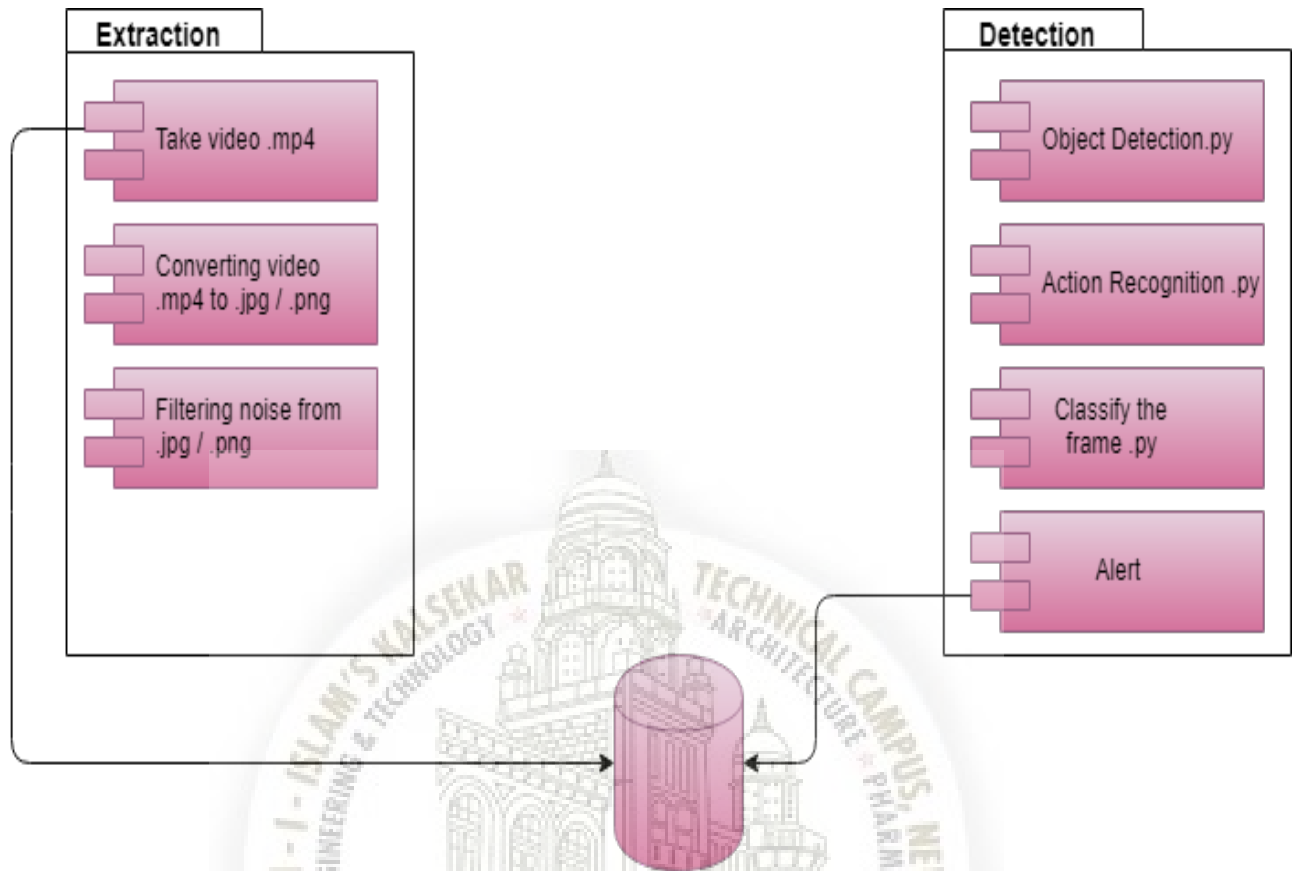 Extraction
Take video .mp4
Converting video
.mp4 to .jpg / .png
Filtering noise from
.jpg / .png
Detection
Object Detection.py
Action Recognition .py
Classify the
frame .py
Alert
I - ISLAM'S KALSEKAR TECHNICAL CAMPUS,
& TECHNOLOGY ARCHITECTURE